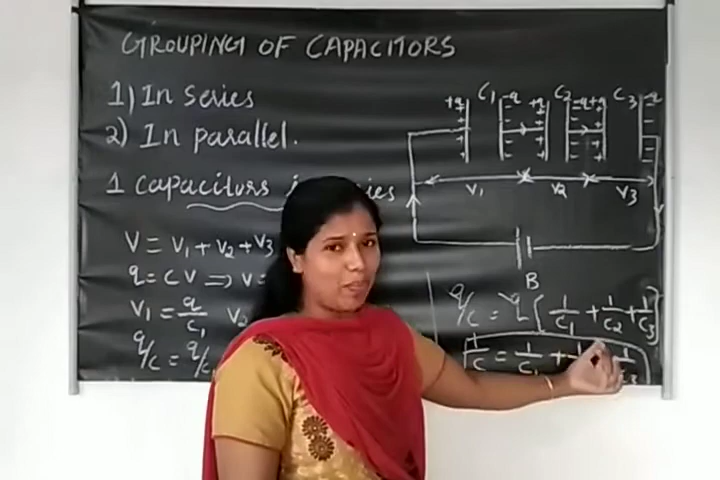 GROUPING OF CAPACITORS
1) In series
2) In parallel.
1 Capacitors
V = V₁ + V₂ + V₃
q = CV ⇒ V =
V₁ = q/C₁ V₂
q/C = q/C
+q C₁ -q +q C₂ -q +q C₃ -q
V₁ V₂ V₃
B
q/C = q [ 1/C₁ + 1/C₂ + 1/C₃ ]
1/C = 1/C₁ +